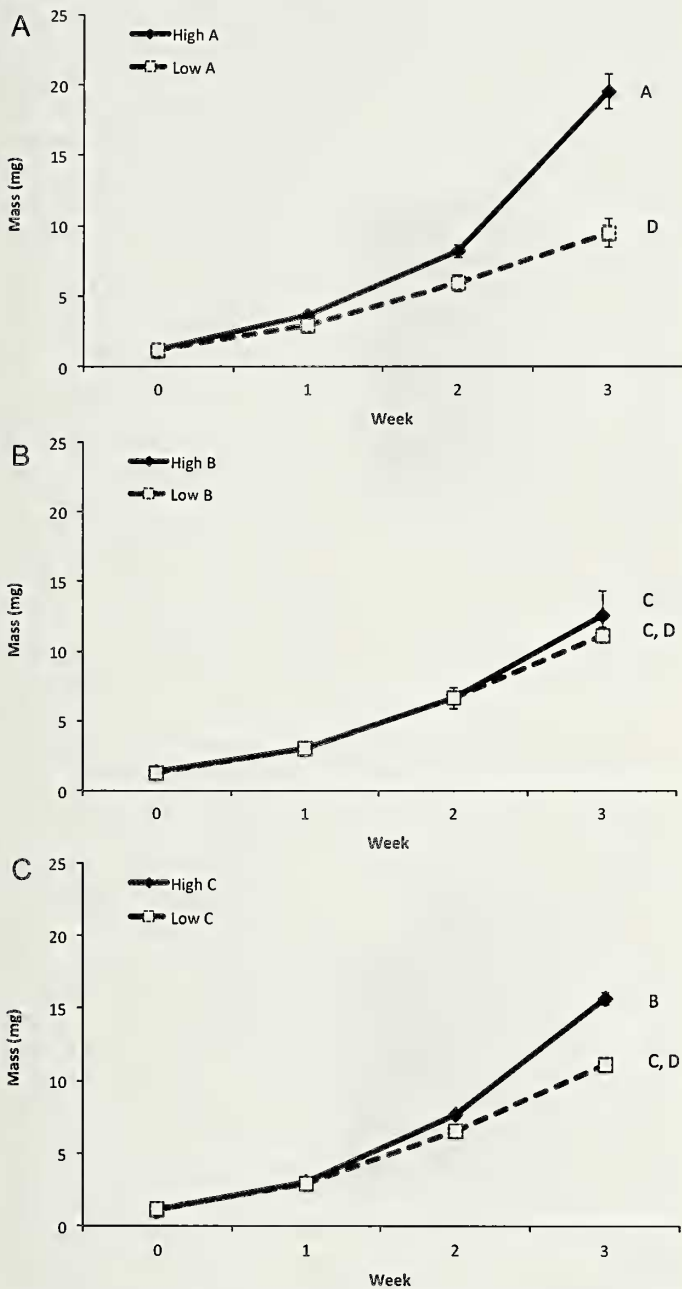 A
25
High A
Low A
20
A
15
Mass (mg)
10
D
5
0
0 1 2 3
Week
B
25
High B
Low B
20
15
C
Mass (mg)
C, D
10
5
0
0 1 2 3
Week
C
25
High C
Low C
20
B
15
Mass (mg)
C, D
10
5
0
0 1 2 3
Week